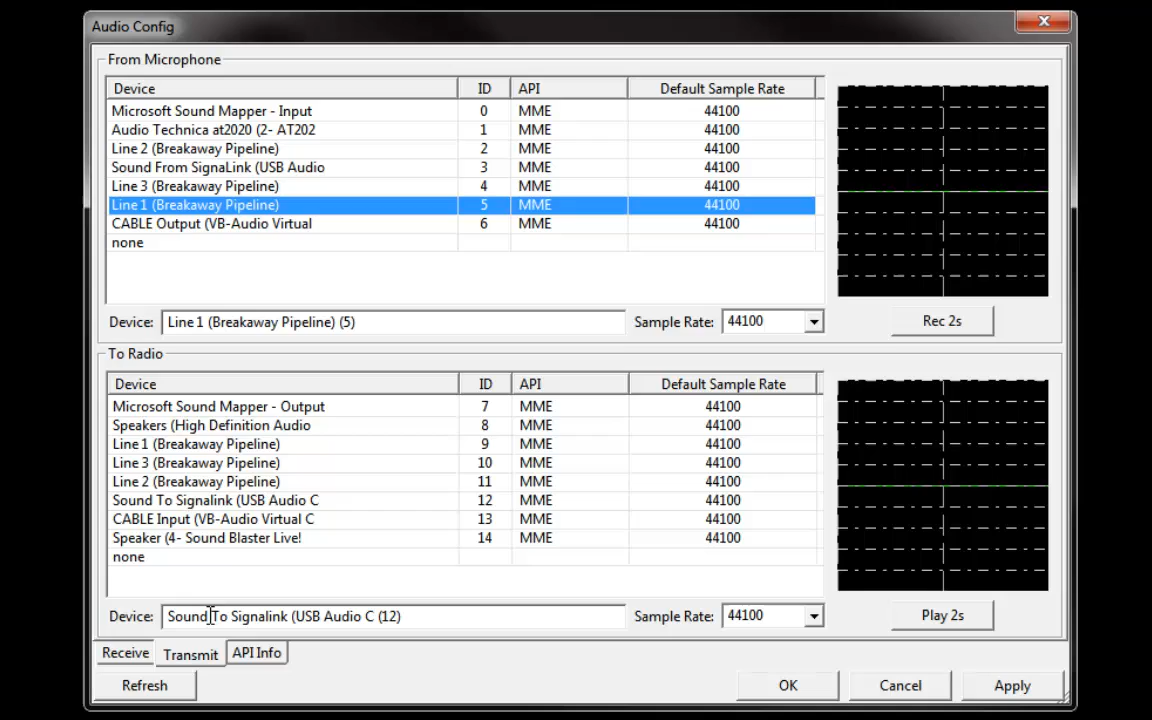 Audio Config
From Microphone
Device ID API Default Sample Rate
Microsoft Sound Mapper - Input 0 MME 44100
Audio Technica at2020 (2- AT202 1 MME 44100
Line 2 (Breakaway Pipeline) 2 MME 44100
Sound From SignaLink (USB Audio 3 MME 44100
Line 3 (Breakaway Pipeline) 4 MME 44100
Line 1 (Breakaway Pipeline) 5 MME 44100
CABLE Output (VB-Audio Virtual 6 MME 44100
none
Device: Line 1 (Breakaway Pipeline) (5) Sample Rate: 44100 Rec 2s
To Radio
Device ID API Default Sample Rate
Microsoft Sound Mapper - Output 7 MME 44100
Speakers (High Definition Audio 8 MME 44100
Line 1 (Breakaway Pipeline) 9 MME 44100
Line 3 (Breakaway Pipeline) 10 MME 44100
Line 2 (Breakaway Pipeline) 11 MME 44100
Sound To Signalink (USB Audio C 12 MME 44100
CABLE Input (VB-Audio Virtual C 13 MME 44100
Speaker (4- Sound Blaster Live! 14 MME 44100
none
Device: Sound To Signalink (USB Audio C (12) Sample Rate: 44100 Play 2s
Receive Transmit API Info
Refresh OK Cancel Apply